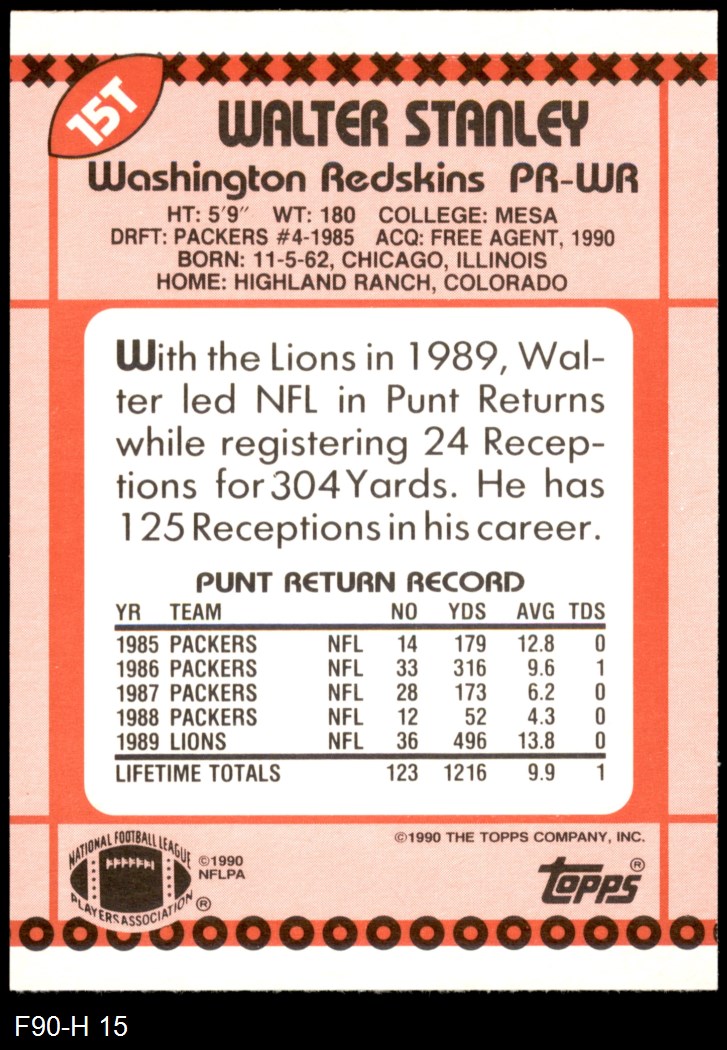 15T
WALTER STANLEY
Washington Redskins PR-WR
HT: 5'9" WT: 180 COLLEGE: MESA
DRFT: PACKERS #4-1985 ACQ: FREE AGENT, 1990
BORN: 11-5-62, CHICAGO, ILLINOIS
HOME: HIGHLAND RANCH, COLORADO
With the Lions in 1989, Wal-
ter led NFL in Punt Returns
while registering 24 Recep-
tions for 304 Yards. He has
125 Receptions in his career.
PUNT RETURN RECORD
YR TEAM NO YDS AVG TDS
1985 PACKERS NFL 14 179 12.8 0
1986 PACKERS NFL 33 316 9.6 1
1987 PACKERS NFL 28 173 6.2 0
1988 PACKERS NFL 12 52 4.3 0
1989 LIONS NFL 36 496 13.8 0
LIFETIME TOTALS 123 1216 9.9 1
©1990 THE TOPPS COMPANY, INC.
NATIONAL FOOTBALL LEAGUE
PLAYERS ASSOCIATION ®
©1990
NFLPA
topps®
F90-H 15